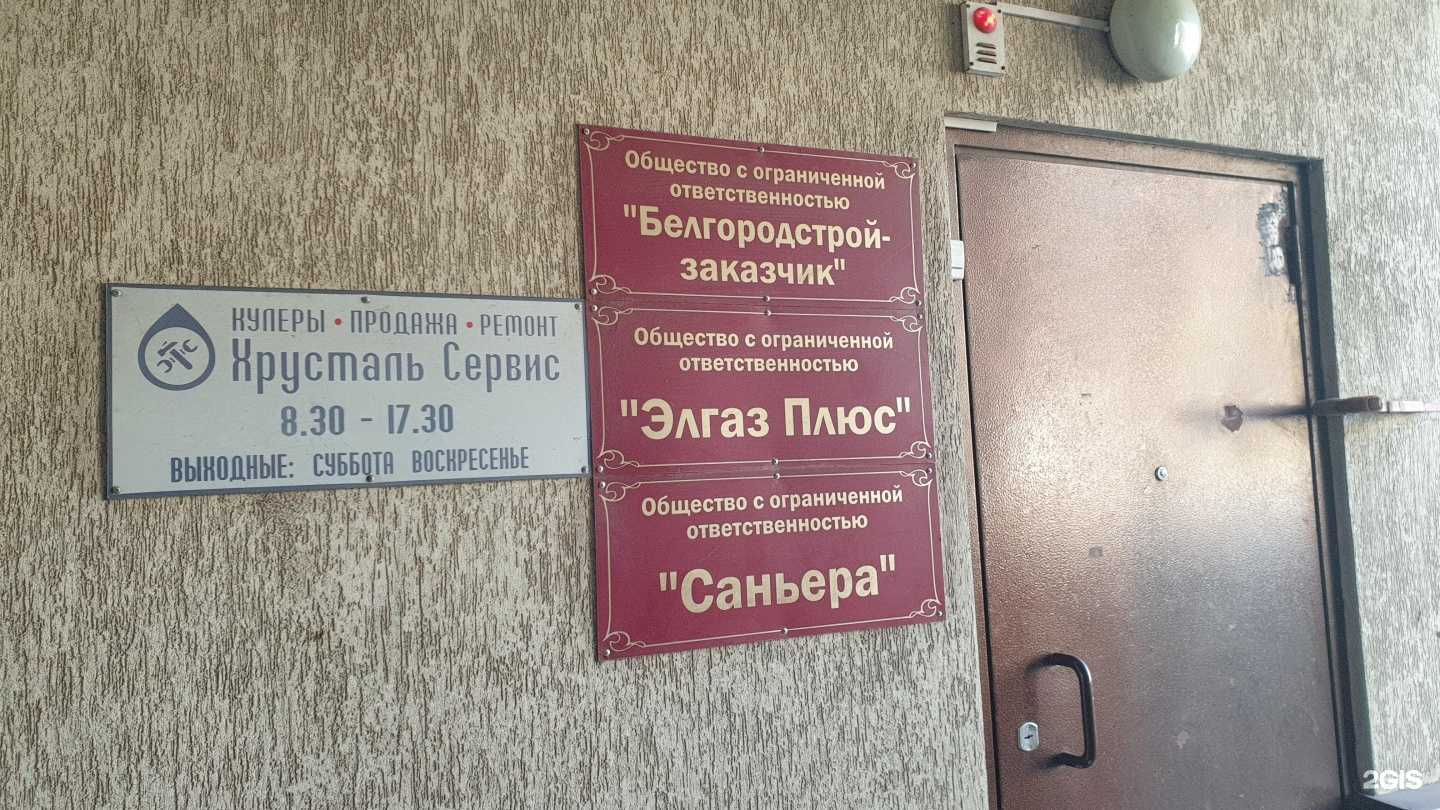 КУЛЕРЫ • ПРОДАЖА • РЕМОНТ
Хрусталь Сервис
8.30 - 17.30
ВЫХОДНЫЕ: СУББОТА ВОСКРЕСЕНЬЕ
Общество с ограниченной
ответственностью
"Белгородстрой-
заказчик"
Общество с ограниченной
ответственностью
"Элгаз Плюс"
Общество с ограниченной
ответственностью
"Саньера"
2GIS